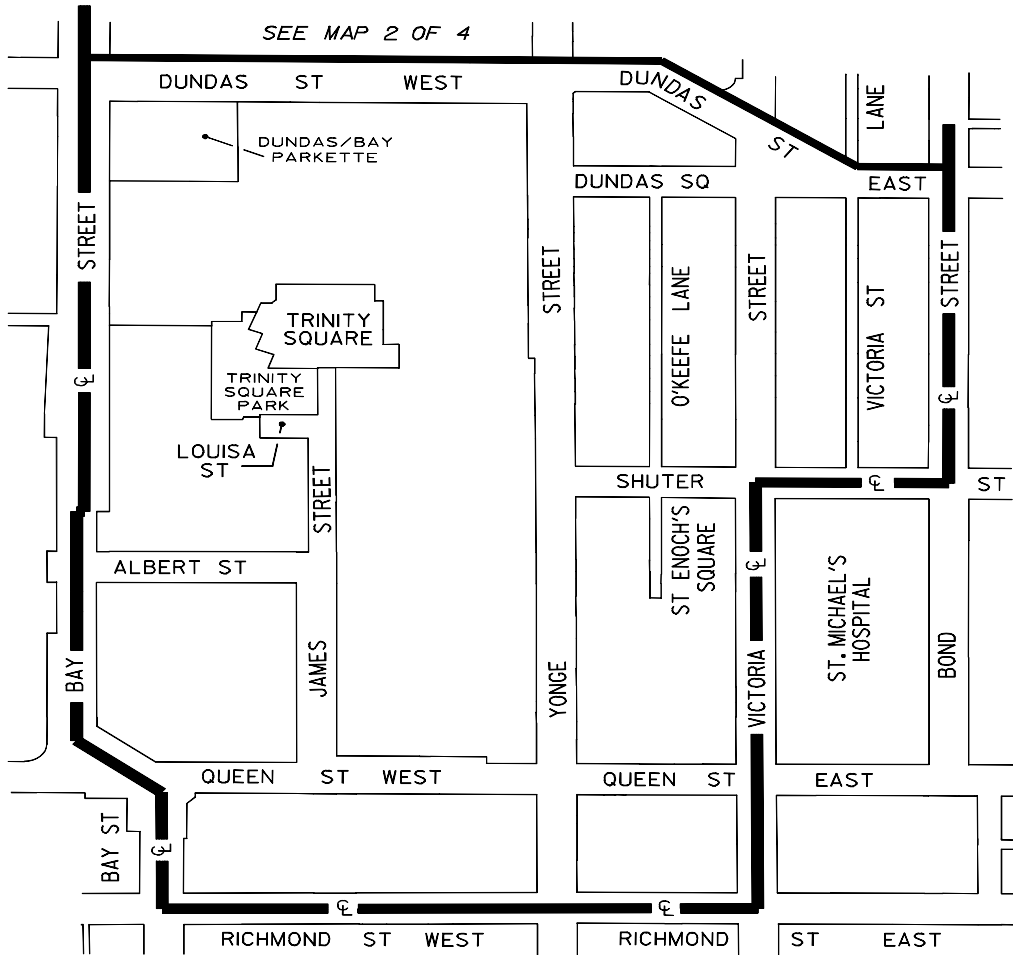 SEE MAP 2 OF 4
DUNDAS ST WEST
DUNDAS ST
LANE
DUNDAS/BAY
PARKETTE
DUNDAS SQ
EAST
STREET
STREET
O'KEEFE LANE
STREET
VICTORIA ST
STREET
TRINITY
SQUARE
TRINITY
SQUARE
PARK
℄
℄
LOUISA
ST
STREET
SHUTER
℄
ST
ST ENOCH'S
SQUARE
℄
ALBERT ST
ST. MICHAEL'S
HOSPITAL
BAY
JAMES
YONGE
VICTORIA
BOND
QUEEN ST WEST
QUEEN ST
EAST
BAY ST
℄
℄
℄
RICHMOND ST WEST
RICHMOND
ST EAST